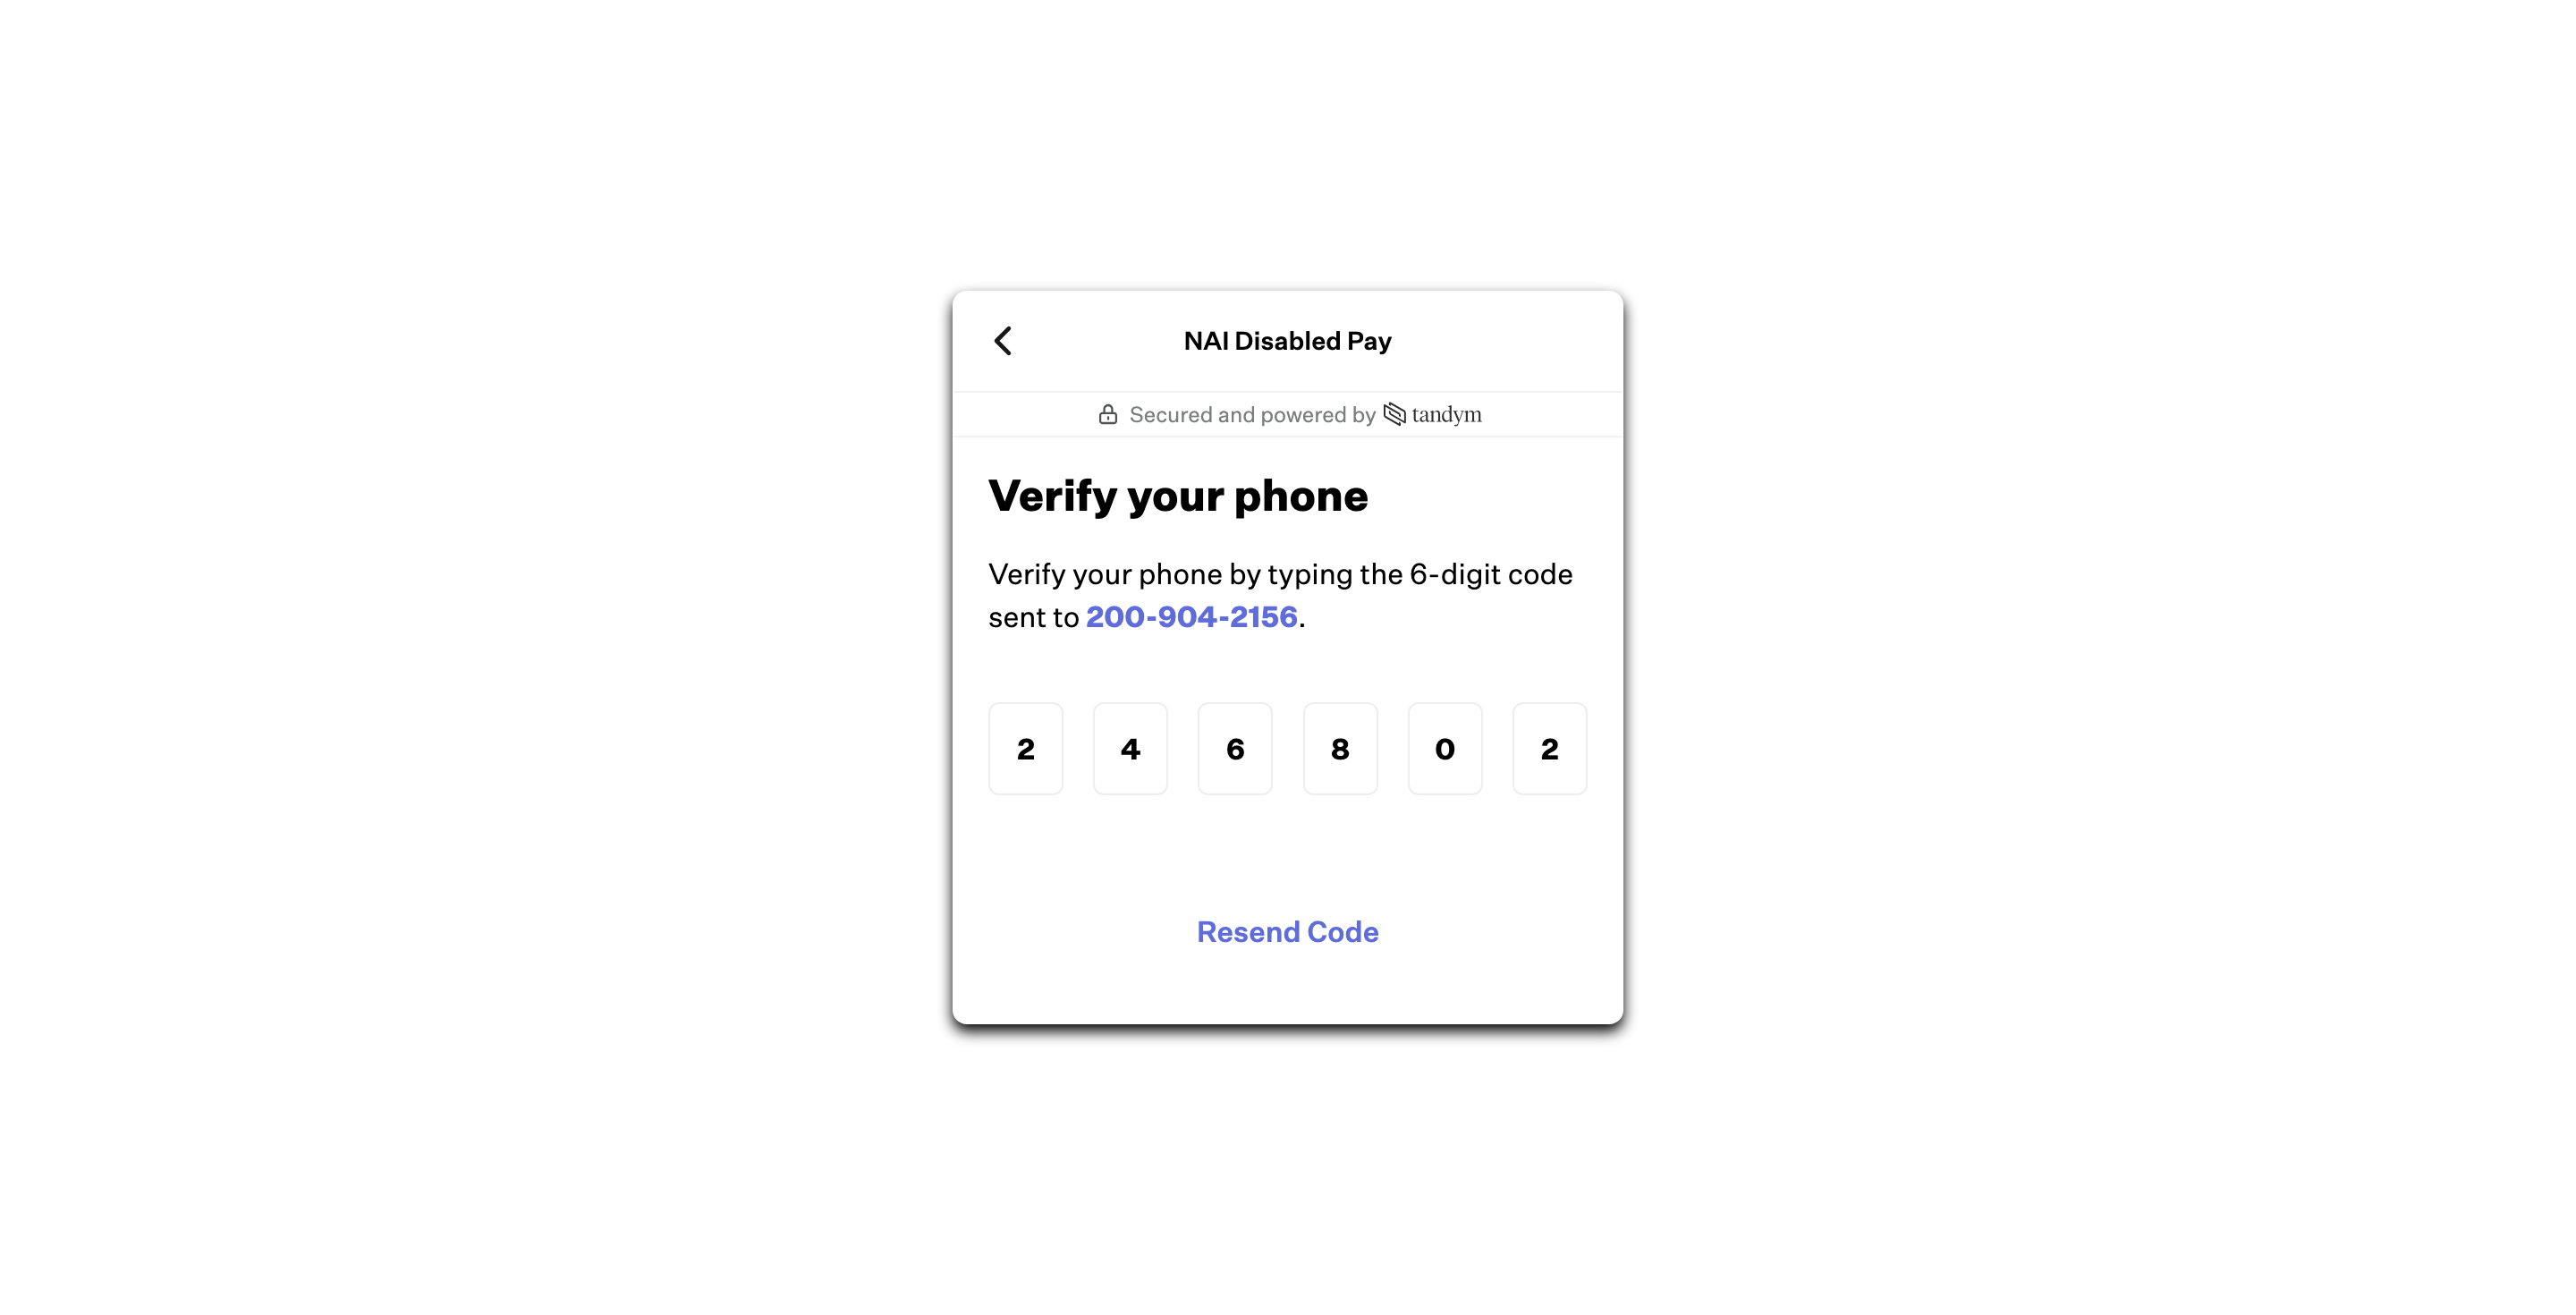 NAI Disabled Pay
Secured and powered by tandym
Verify your phone
Verify your phone by typing the 6-digit code
sent to 200-904-2156.
2 4 6 8 0 2
Resend Code